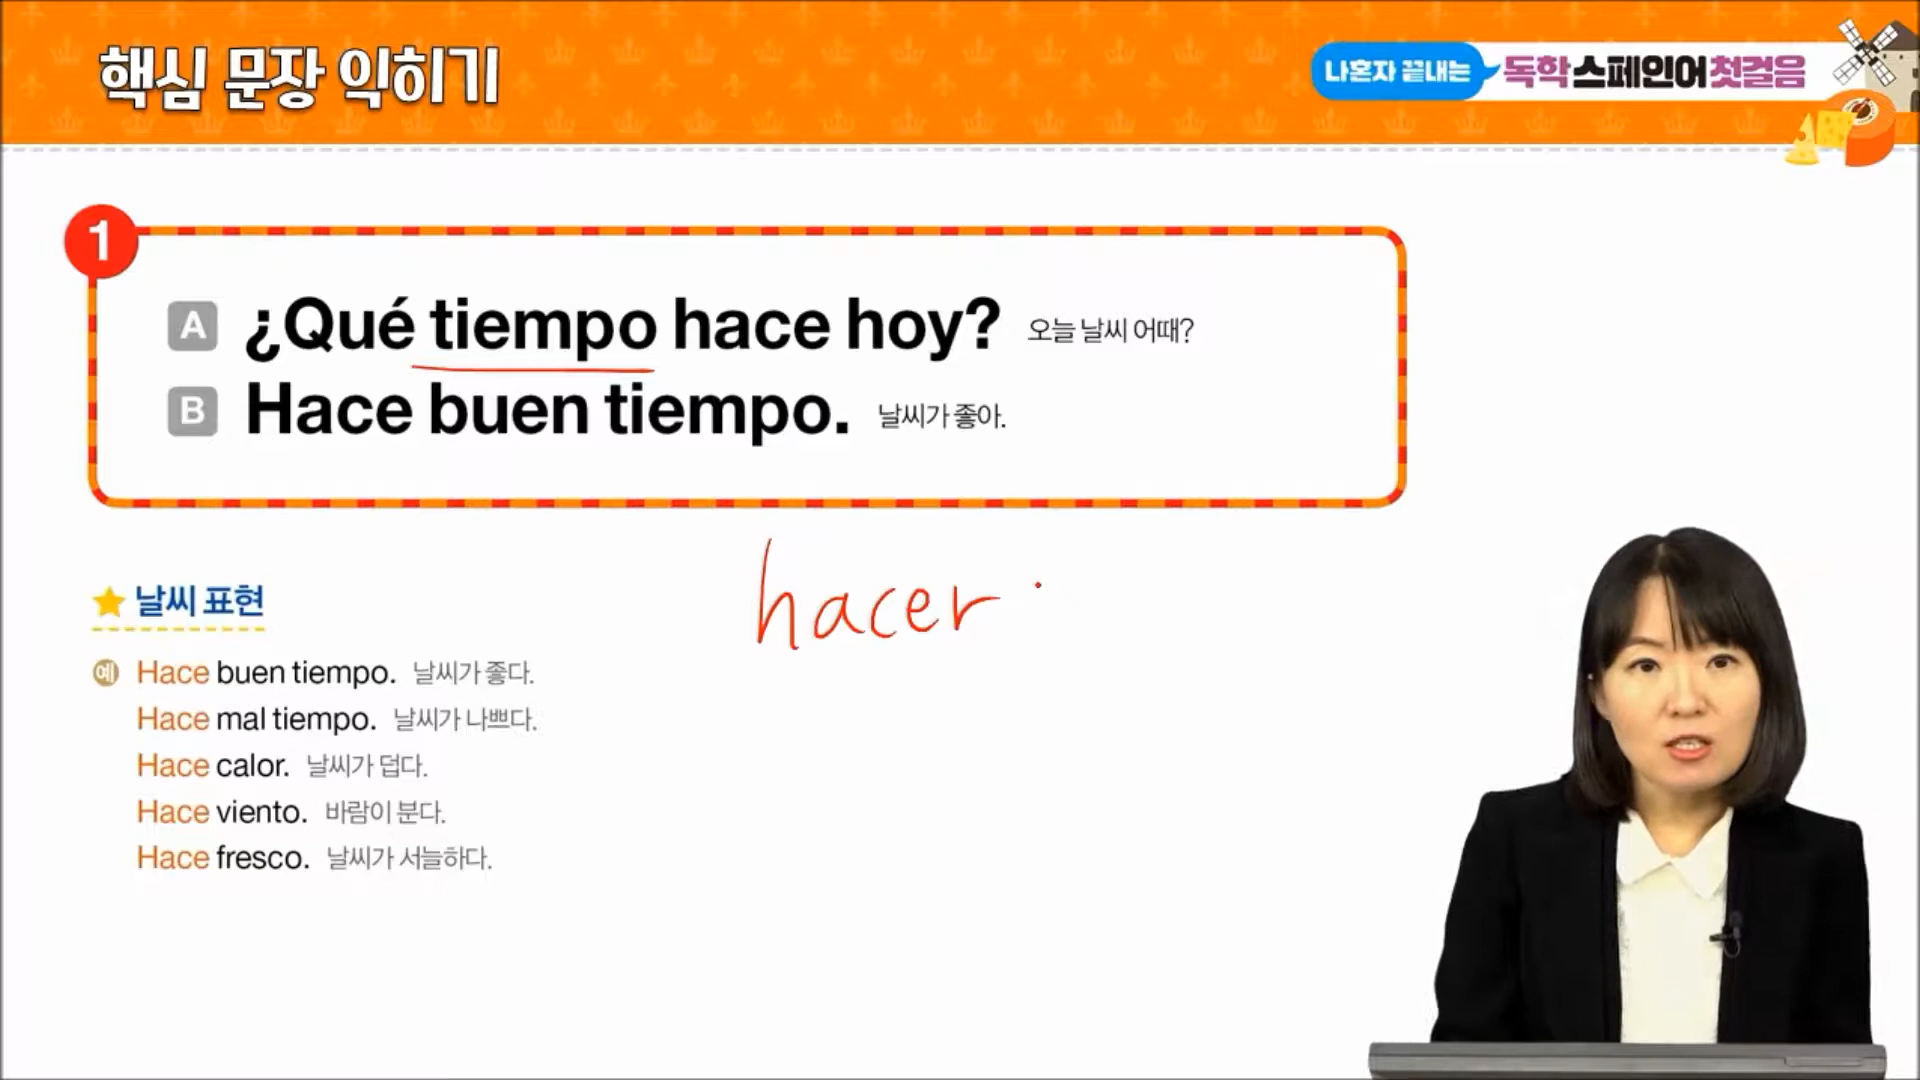 핵심 문장 익히기
나혼자 끝내는 독학 스페인어 첫걸음
1
A ¿Qué tiempo hace hoy? 오늘 날씨 어때?
B Hace buen tiempo. 날씨가 좋아.
hacer
날씨 표현
예 Hace buen tiempo. 날씨가 좋다.
Hace mal tiempo. 날씨가 나쁘다.
Hace calor. 날씨가 덥다.
Hace viento. 바람이 분다.
Hace fresco. 날씨가 서늘하다.